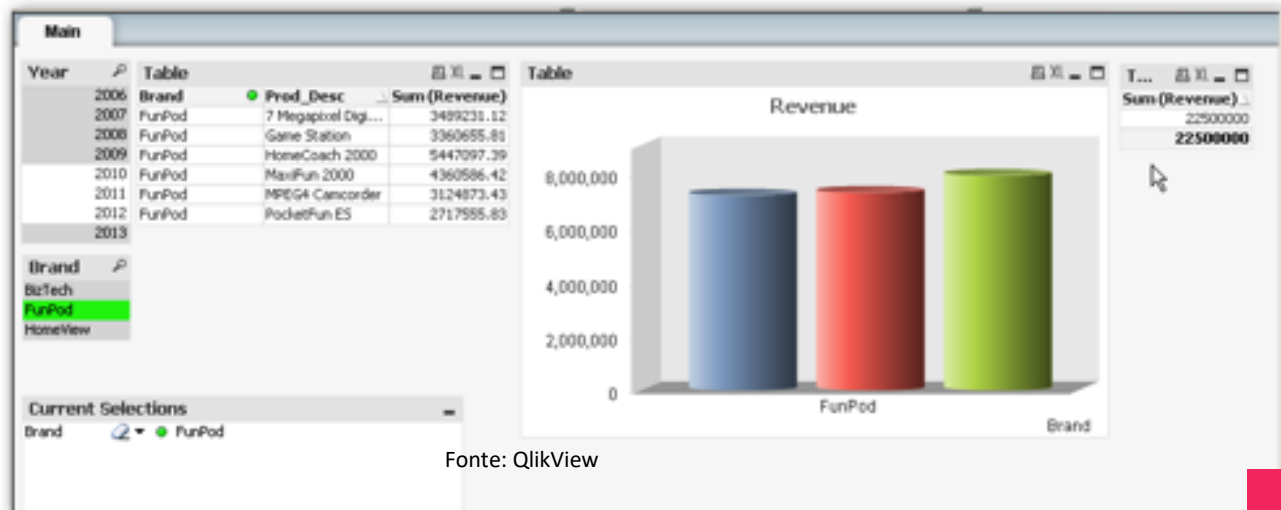 Main
Year
2006
2007
2008
2009
2010
2011
2012
2013
Brand
BizTech
FunPod
HomeView
Table
Brand Prod_Desc Sum(Revenue)
FunPod 7 Megapixel Digi... 3489231.12
FunPod Game Station 3360655.81
FunPod HomeCoach 2000 5447097.39
FunPod MaxiFun 2000 4360586.42
FunPod MPEG4 Camcorder 3124873.43
FunPod PocketFun ES 2717555.83
Table
Revenue
8,000,000
6,000,000
4,000,000
2,000,000
0
FunPod
Brand
T...
Sum(Revenue)
22500000
22500000
Current Selections
Brand FunPod
Fonte: QlikView